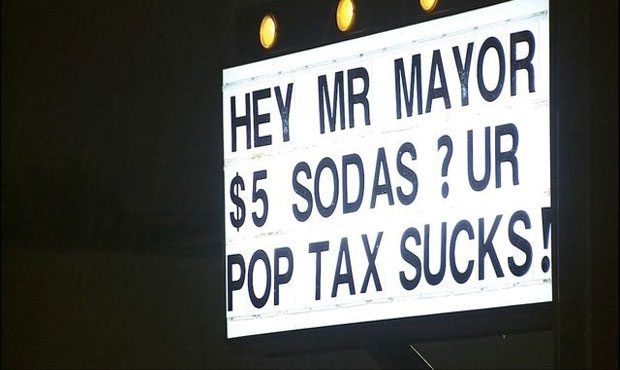 HEY MR MAYOR
$5 SODAS ? UR
POP TAX SUCKS!